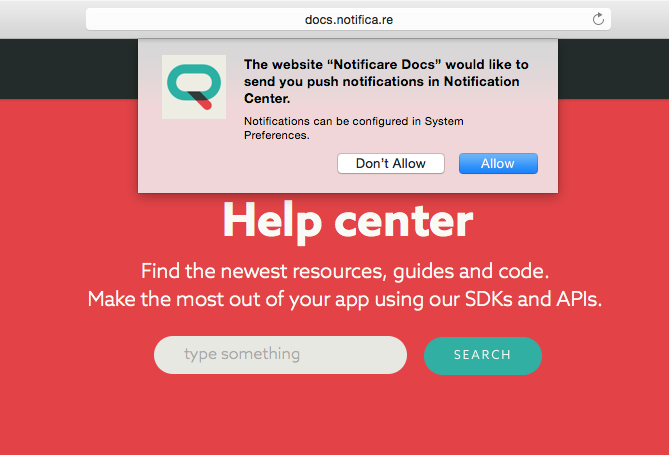 docs.notifica.re
The website “Notificare Docs” would like to
send you push notifications in Notification
Center.
Notifications can be configured in System
Preferences.
Don’t Allow
Allow
Help center
Find the newest resources, guides and code.
Make the most out of your app using our SDKs and APIs.
type something
SEARCH